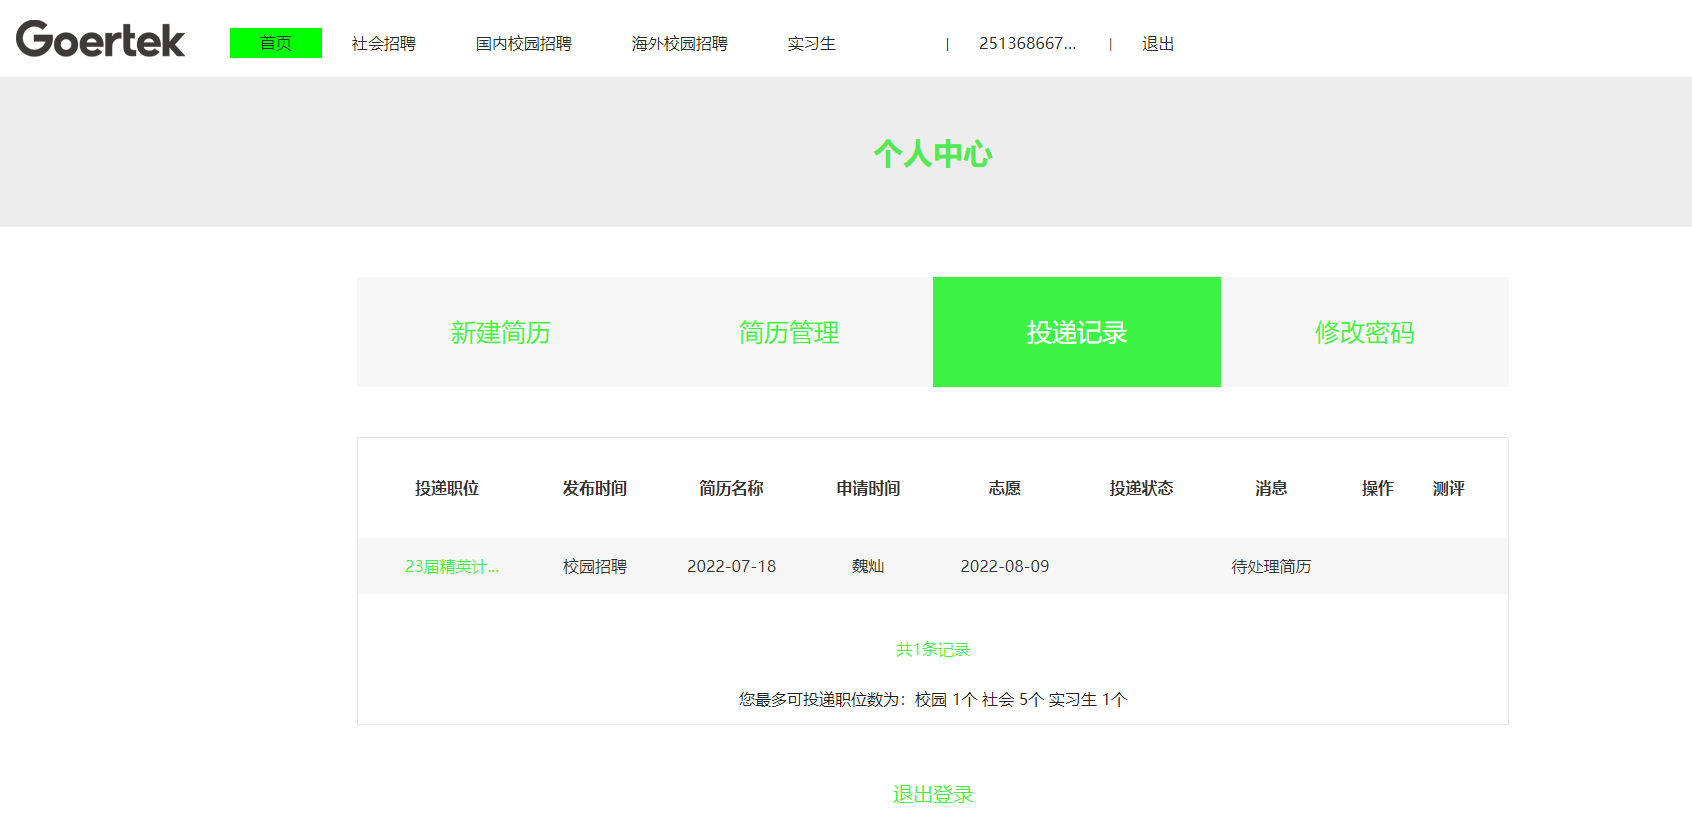 Goertek 首页 社会招聘 国内校园招聘 海外校园招聘 实习生 | 251368667... | 退出
个人中心
新建简历 简历管理 投递记录 修改密码
投递职位 发布时间 简历名称 申请时间 志愿 投递状态 消息 操作 测评
23届精英计... 校园招聘 2022-07-18 魏灿 2022-08-09 待处理简历
共1条记录
您最多可投递职位数为：校园 1个 社会 5个 实习生 1个
退出登录